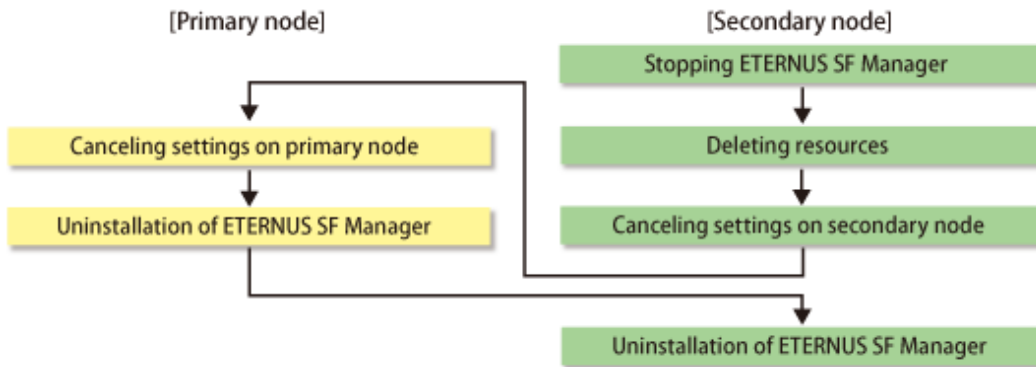 [Primary node]
[Secondary node]
Stopping ETERNUS SF Manager
Canceling settings on primary node
Deleting resources
Uninstallation of ETERNUS SF Manager
Canceling settings on secondary node
Uninstallation of ETERNUS SF Manager